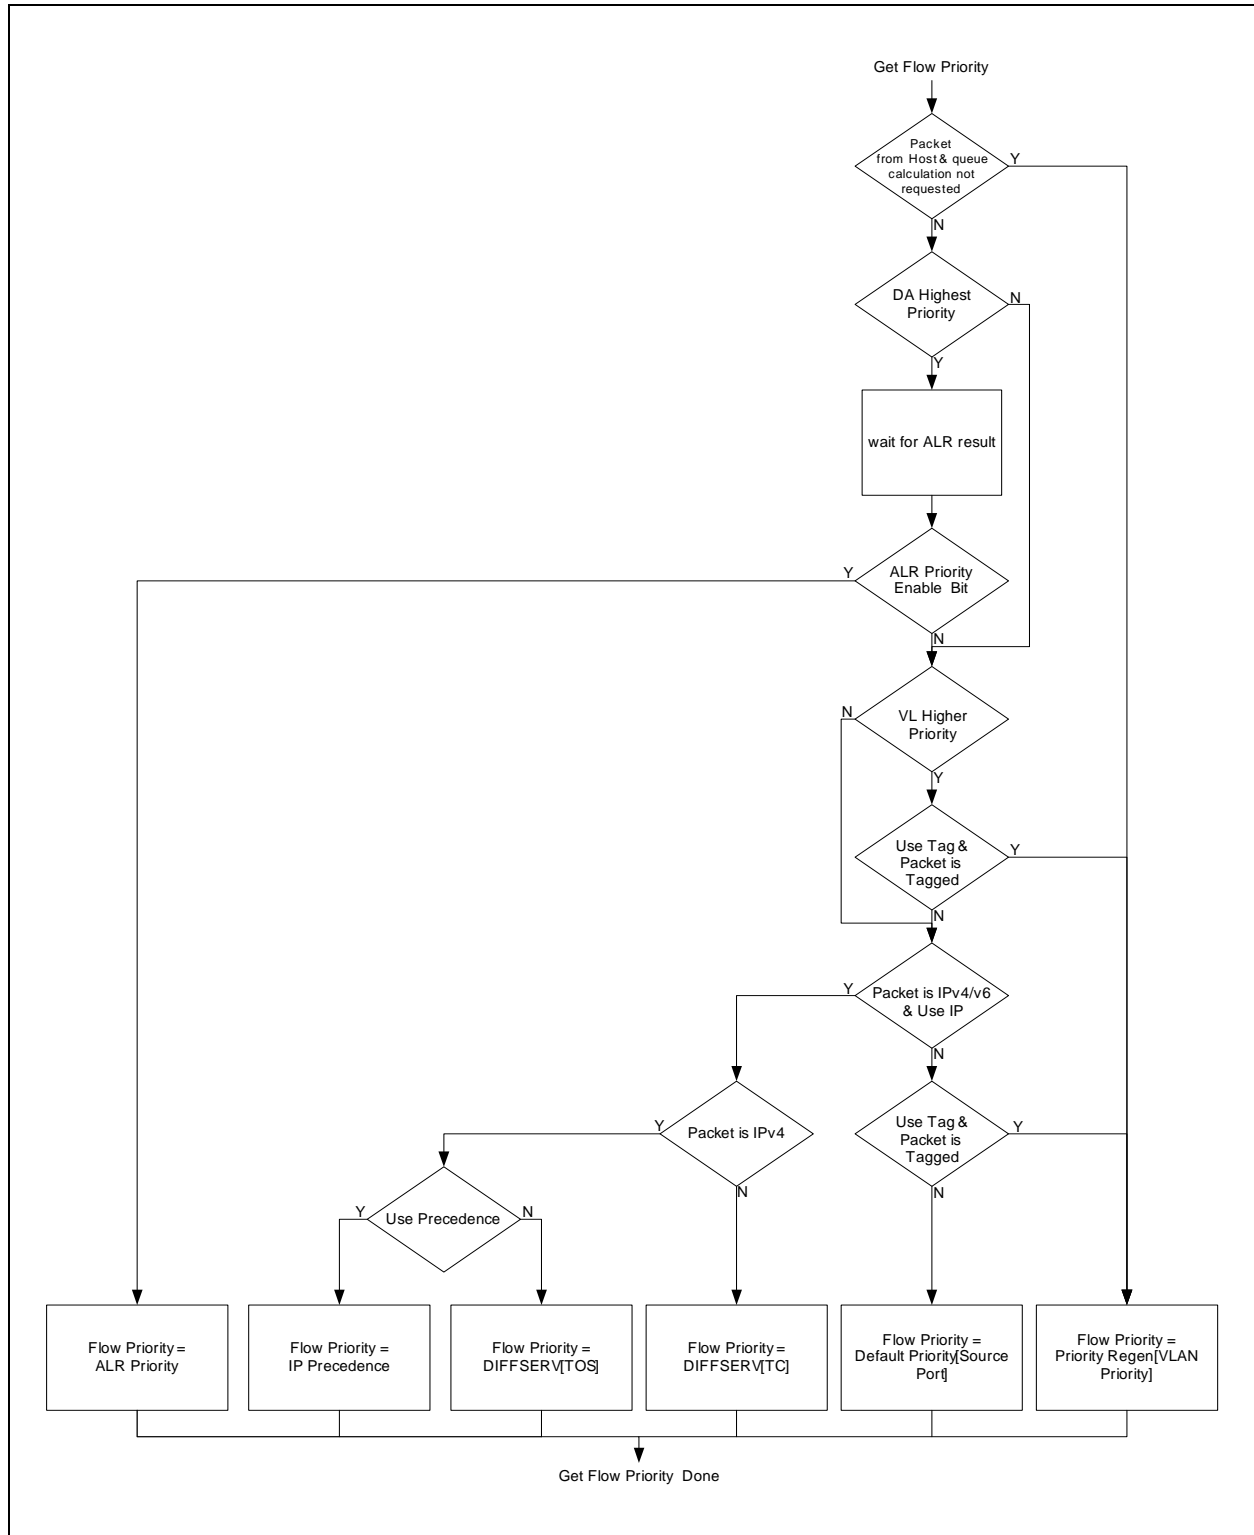 Get Flow Priority
Packet
from Host & queue
calculation not
requested
Y
N
DA Highest
Priority
N
Y
wait for ALR result
Y
ALR Priority
Enable Bit
N
N
VL Higher
Priority
Y
Use Tag &
Packet is
Tagged
Y
N
Y
Packet is IPv4/v6
& Use IP
N
Y
Packet is IPv4
N
Use Tag &
Packet is
Tagged
Y
N
Y
Use Precedence
N
Flow Priority =
ALR Priority
Flow Priority =
IP Precedence
Flow Priority =
DIFFSERV[TOS]
Flow Priority =
DIFFSERV[TC]
Flow Priority =
Default Priority[Source
Port]
Flow Priority =
Priority Regen[VLAN
Priority]
Get Flow Priority Done